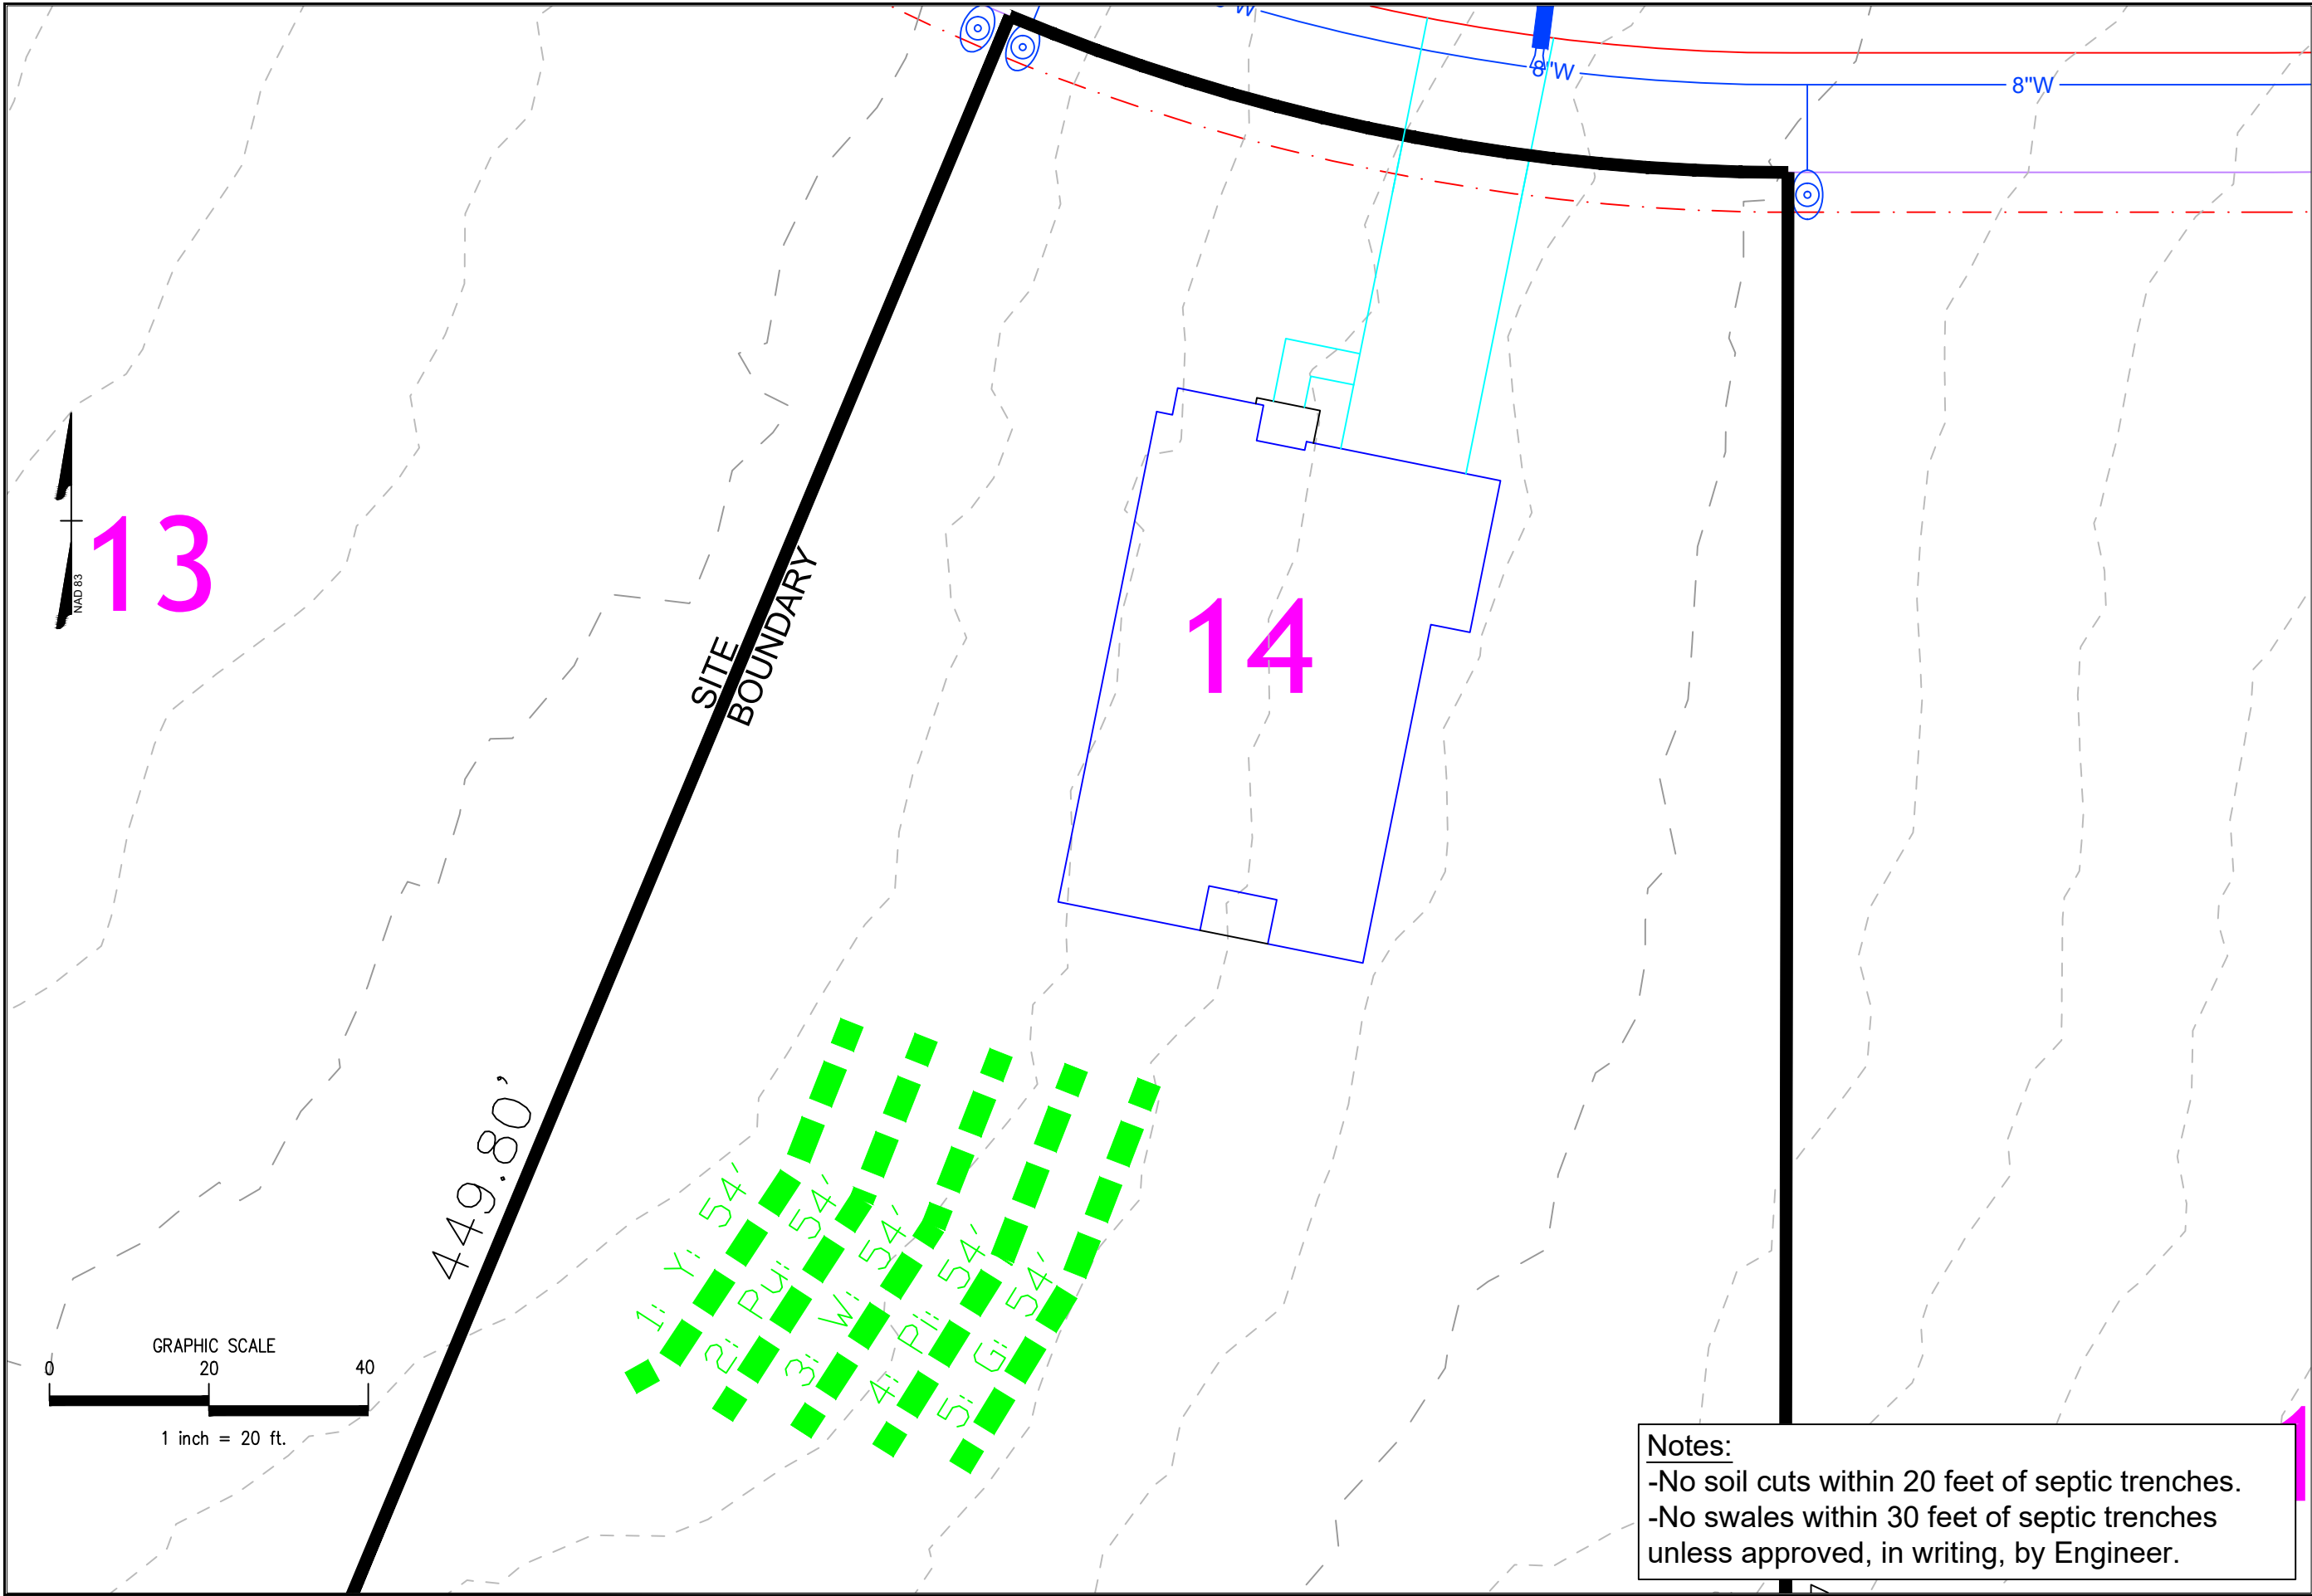 8"W
8"W
13
NAD 83
14
SITE
BOUNDARY
449.80'
54'
54'
54'
54'
54'
1; Y;
2; PU;
3; W;
4; P;
5; G;
GRAPHIC SCALE
0 20 40
1 inch = 20 ft.
Notes:
-No soil cuts within 20 feet of septic trenches.
-No swales within 30 feet of septic trenches
unless approved, in writing, by Engineer.